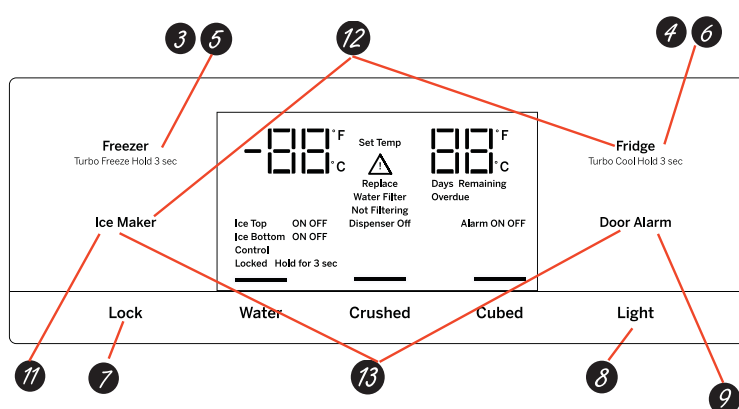 3 5 12 4 6
Freezer
Turbo Freeze Hold 3 sec
-88 °F °C
Set Temp
88 °F °C
Fridge
Turbo Cool Hold 3 sec
Replace
Water Filter
Not Filtering
Dispenser Off
Days Remaining
Overdue
Ice Maker
Ice Top ON OFF
Ice Bottom ON OFF
Control
Locked Hold for 3 sec
Alarm ON OFF
Door Alarm
Lock
Water
Crushed
Cubed
Light
11 7 13 8 9